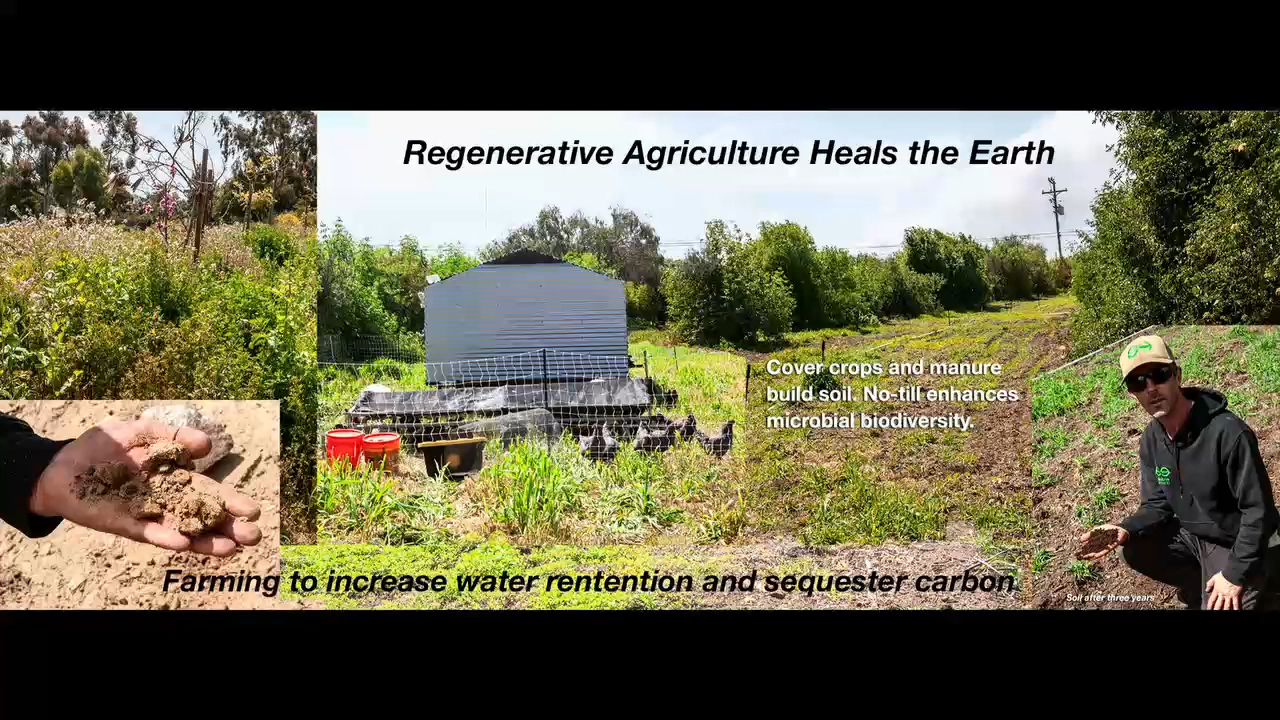 Regenerative Agriculture Heals the Earth
Cover crops and manure
build soil. No-till enhances
microbial biodiversity.
Farming to increase water rentention and sequester carbon.
Soil after three years